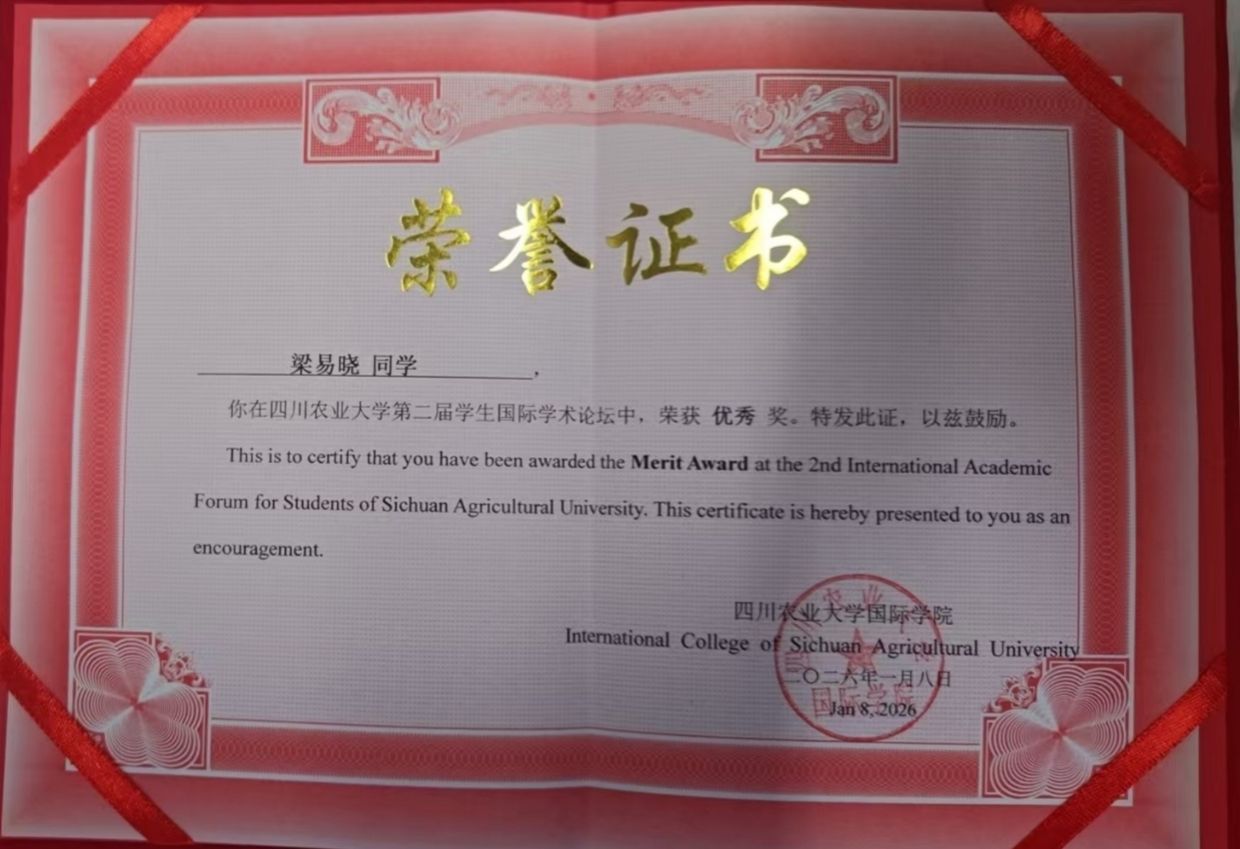 荣誉证书
梁易晓 同学，
你在四川农业大学第二届学生国际学术论坛中，荣获 优秀 奖。特发此证，以兹鼓励。
This is to certify that you have been awarded the Merit Award at the 2nd International Academic
Forum for Students of Sichuan Agricultural University. This certificate is hereby presented to you as an
encouragement.
四川农业大学国际学院
International College of Sichuan Agricultural University
二〇二六年一月八日
Jan 8, 2026
国际学院